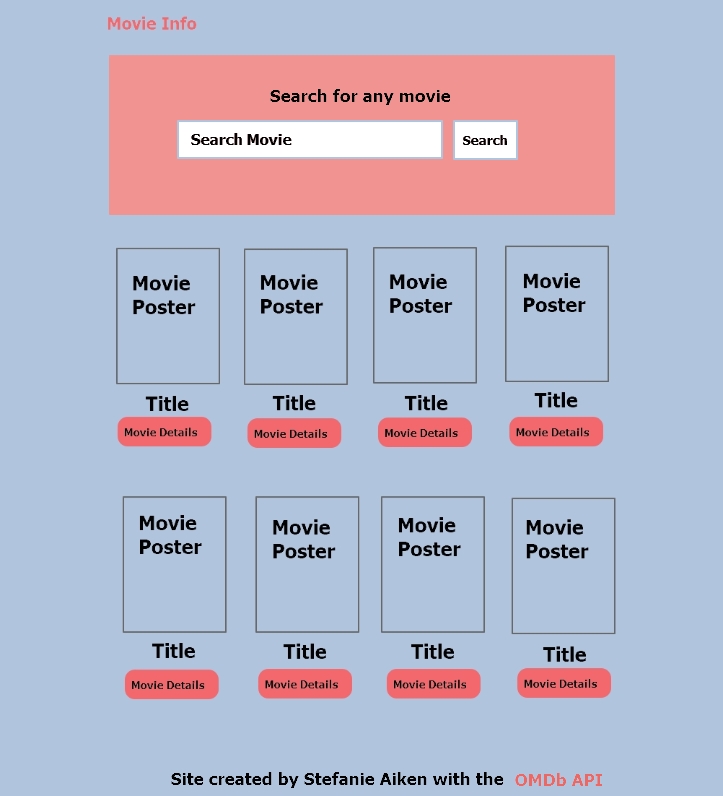 Movie Info
Search for any movie
Search Movie
Search
Movie
Poster
Movie
Poster
Movie
Poster
Movie
Poster
Title
Title
Title
Title
Movie Details
Movie Details
Movie Details
Movie Details
Movie
Poster
Movie
Poster
Movie
Poster
Movie
Poster
Title
Title
Title
Title
Movie Details
Movie Details
Movie Details
Movie Details
Site created by Stefanie Aiken with the OMDb API